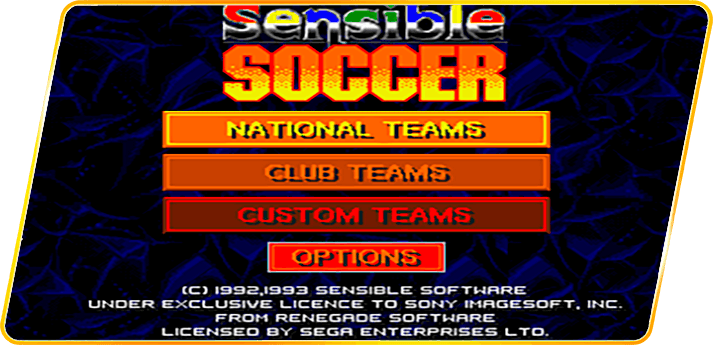 Sensible
SOCCER
NATIONAL TEAMS
CLUB TEAMS
CUSTOM TEAMS
OPTIONS
(C) 1992,1993 SENSIBLE SOFTWARE
UNDER EXCLUSIVE LICENCE TO SONY IMAGESOFT, INC.
FROM RENEGADE SOFTWARE
LICENSED BY SEGA ENTERPRISES LTD.